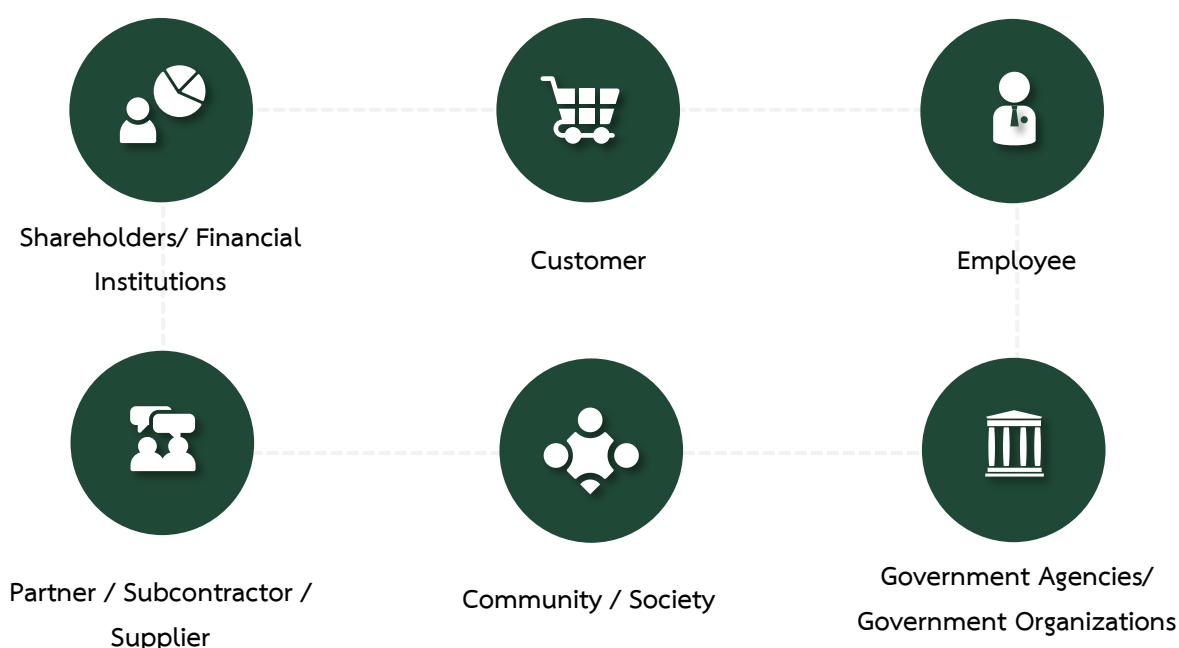 Shareholders/ Financial
Institutions
Customer
Employee
Partner / Subcontractor /
Supplier
Community / Society
Government Agencies/
Government Organizations